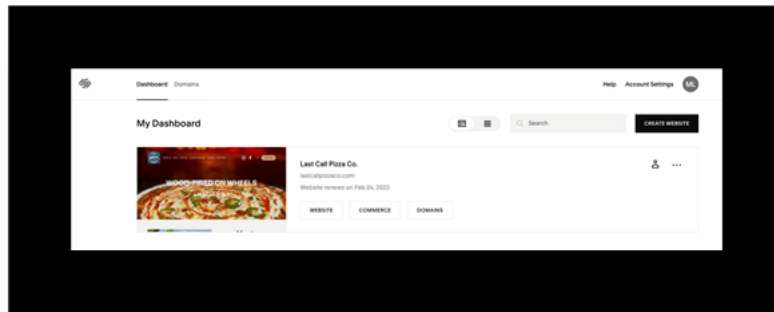 Dashboard Domains
Help Account Settings ML
My Dashboard
Search
CREATE WEBSITE
WOOD-FIRED ON WHEELS
Last Call Pizza Co.
lastcallpizzaco.com
Website renews on Feb 24, 2022
WEBSITE COMMERCE DOMAINS